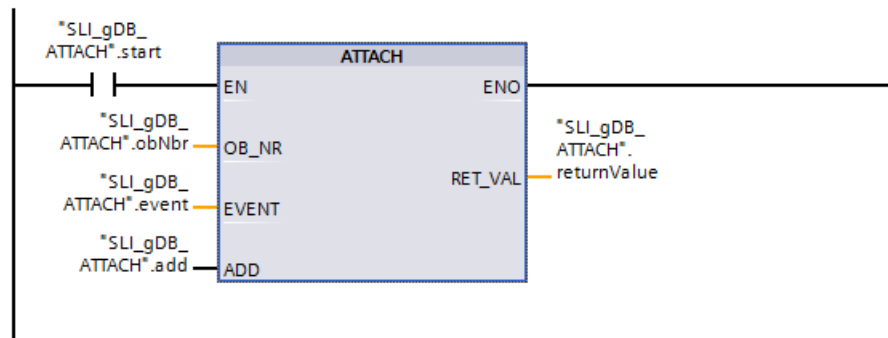 "SLI_gDB_
ATTACH".start
ATTACH
EN
ENO
"SLI_gDB_
ATTACH".obNbr
OB_NR
"SLI_gDB_
ATTACH".
returnValue
RET_VAL
"SLI_gDB_
ATTACH".event
EVENT
"SLI_gDB_
ATTACH".add
ADD